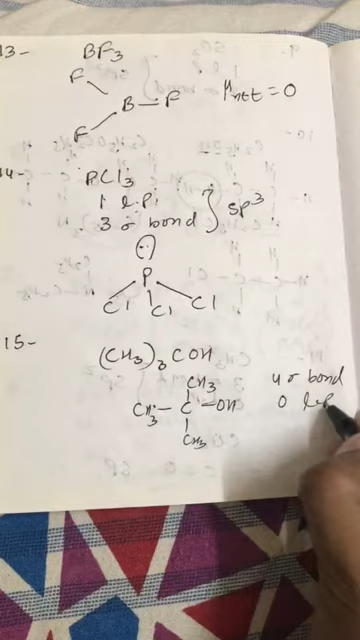 13-
BF3
F
B-F
F
μnet = 0
14-
PCl3
1 l.P.
3 σ bond } sp³
P
Cl Cl Cl
15-
(CH3)3COH
CH3
CH3-C-OH
CH3
4 σ bond
0 lp